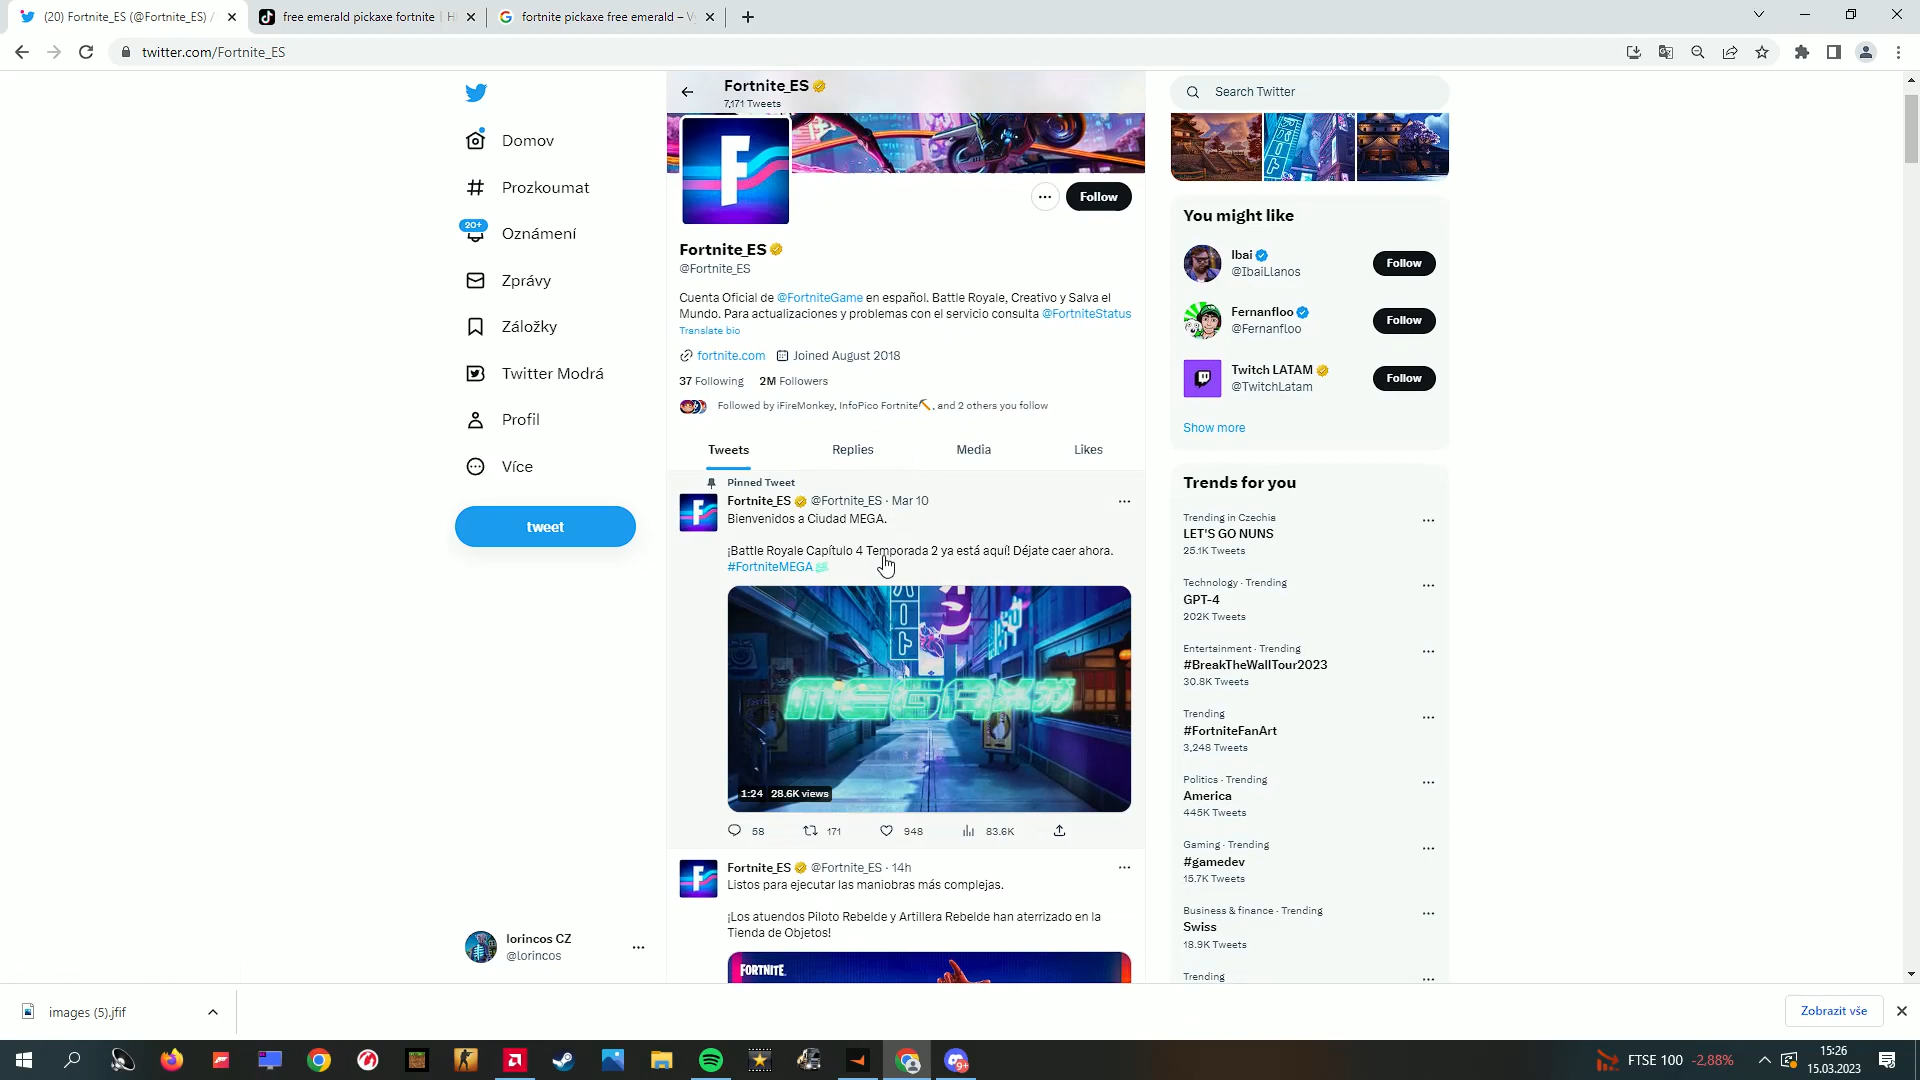 (20) Fortnite_ES (@Fortnite_ES) /
free emerald pickaxe fortnite | H
fortnite pickaxe free emerald – V
twitter.com/Fortnite_ES
Domov
Prozkoumat
20+
Oznámení
Zprávy
Záložky
Twitter Modrá
Profil
Více
tweet
lorincos CZ
@lorincos
Fortnite_ES
7,171 Tweets
Follow
Fortnite_ES
@Fortnite_ES
Cuenta Oficial de @FortniteGame en español. Battle Royale, Creativo y Salva el
Mundo. Para actualizaciones y problemas con el servicio consulta @FortniteStatus
Translate bio
fortnite.com Joined August 2018
37 Following 2M Followers
Followed by iFireMonkey, InfoPico Fortnite⛏, and 2 others you follow
Tweets Replies Media Likes
Pinned Tweet
Fortnite_ES @Fortnite_ES · Mar 10
Bienvenidos a Ciudad MEGA.
¡Battle Royale Capítulo 4 Temporada 2 ya está aquí! Déjate caer ahora.
#FortniteMEGA
MEGA
1:24 28.6K views
58 171 948 83.6K
Fortnite_ES @Fortnite_ES · 14h
Listos para ejecutar las maniobras más complejas.
¡Los atuendos Piloto Rebelde y Artillera Rebelde han aterrizado en la
Tienda de Objetos!
FORTNITE
Search Twitter
You might like
Ibai
@IbaiLlanos
Follow
Fernanfloo
@Fernanfloo
Follow
Twitch LATAM
@TwitchLatam
Follow
Show more
Trends for you
Trending in Czechia
LET'S GO NUNS
25.1K Tweets
Technology · Trending
GPT-4
202K Tweets
Entertainment · Trending
#BreakTheWallTour2023
30.8K Tweets
Trending
#FortniteFanArt
3,248 Tweets
Politics · Trending
America
445K Tweets
Gaming · Trending
#gamedev
15.7K Tweets
Business & finance · Trending
Swiss
18.9K Tweets
Trending
images (5).jfif
Zobrazit vše
FTSE 100 -2,88%
15:26
15.03.2023